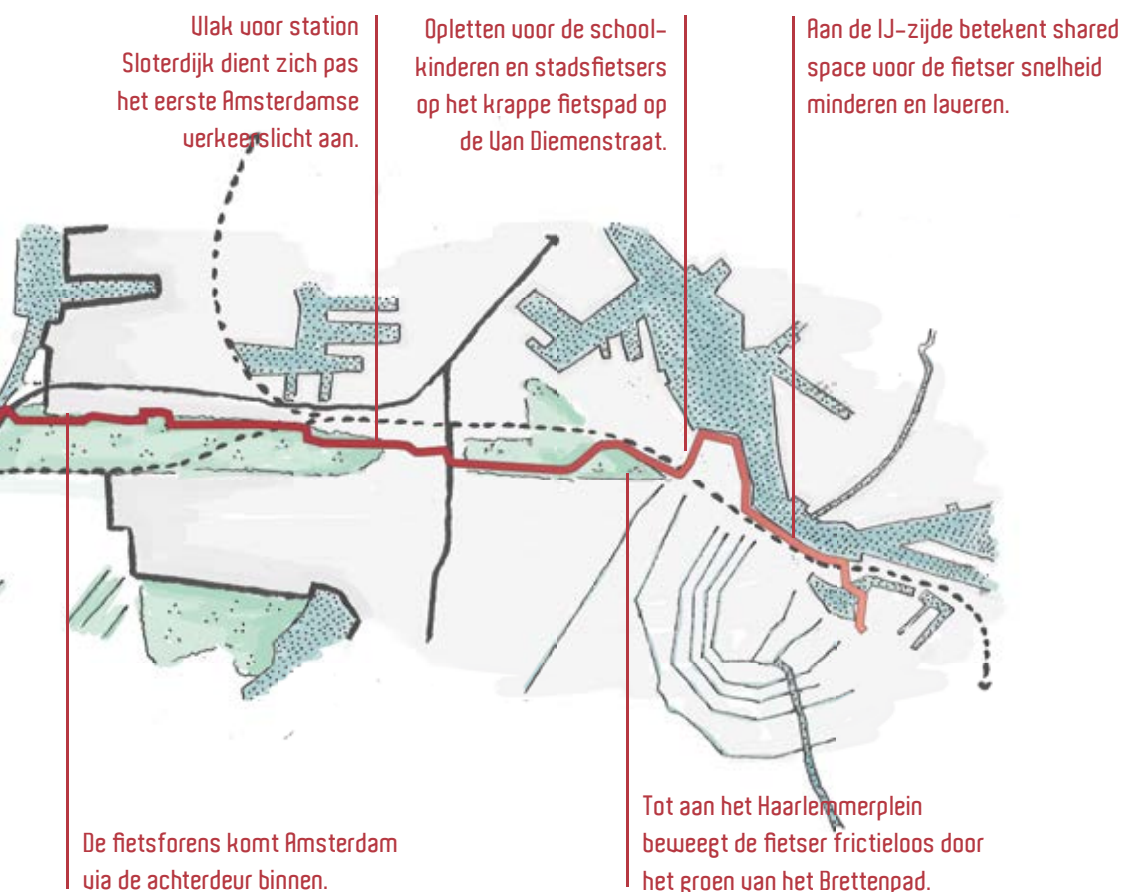 Vlak voor station
Sloterdijk dient zich pas
het eerste Amsterdamse
verkeerslicht aan.
Opletten voor de school-
kinderen en stadsfietsers
op het krappe fietspad op
de Van Diemenstraat.
Aan de IJ-zijde betekent shared
space voor de fietser snelheid
minderen en laveren.
De fietsforens komt Amsterdam
via de achterdeur binnen.
Tot aan het Haarlemmerplein
beweegt de fietser frictieloos door
het groen van het Brettenpad.